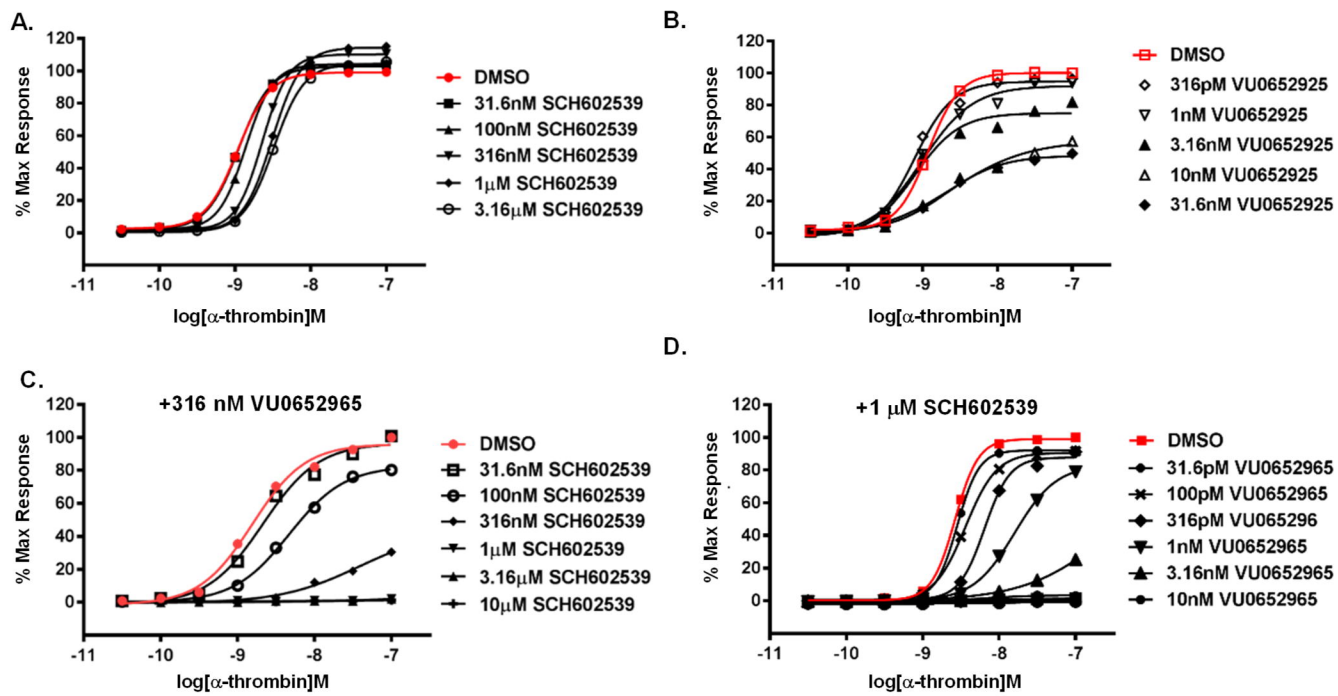 A.
120
100
80
60
40
20
0
% Max Response
-11
-10
-9
-8
-7
log[α-thrombin]M
DMSO
31.6nM SCH602539
100nM SCH602539
316nM SCH602539
1μM SCH602539
3.16μM SCH602539
B.
120
100
80
60
40
20
0
% Max Response
-11
-10
-9
-8
-7
log[α-thrombin]M
DMSO
316pM VU0652925
1nM VU0652925
3.16nM VU0652925
10nM VU0652925
31.6nM VU0652925
C.
+316 nM VU0652965
120
100
80
60
40
20
0
% Max Response
-11
-10
-9
-8
-7
log[α-thrombin]M
DMSO
31.6nM SCH602539
100nM SCH602539
316nM SCH602539
1μM SCH602539
3.16μM SCH602539
10μM SCH602539
D.
+1 μM SCH602539
120
100
80
60
40
20
0
% Max Response
-11
-10
-9
-8
-7
log[α-thrombin]M
DMSO
31.6pM VU0652965
100pM VU0652965
316pM VU065296
1nM VU0652965
3.16nM VU0652965
10nM VU0652965